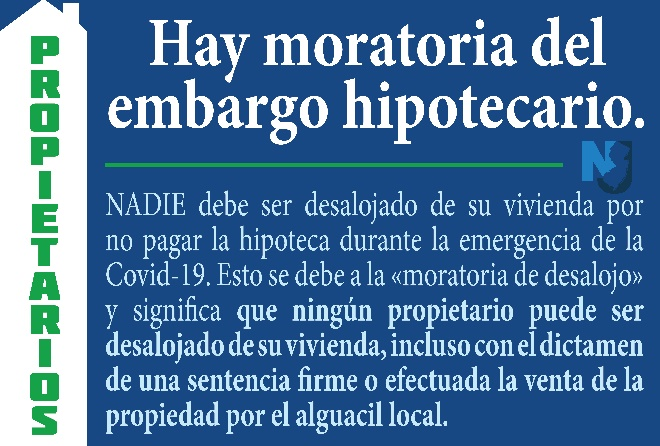 PROPIETARIOS
Hay moratoria del
embargo hipotecario.
NJ
NADIE debe ser desalojado de su vivienda por
no pagar la hipoteca durante la emergencia de la
Covid-19. Esto se debe a la «moratoria de desalojo»
y significa que ningún propietario puede ser
desalojado de su vivienda, incluso con el dictamen
de una sentencia firme o efectuada la venta de la
propiedad por el alguacil local.